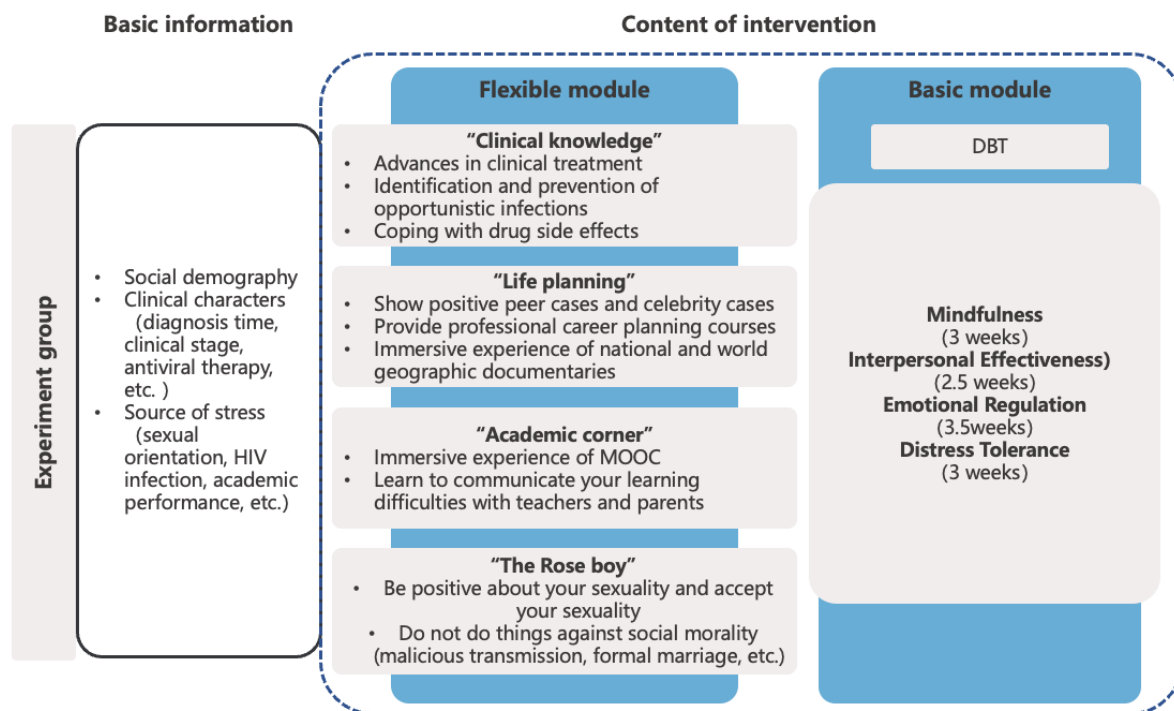 Basic information
Content of intervention
Experiment group
• Social demography
• Clinical characters
(diagnosis time,
clinical stage,
antiviral therapy,
etc. )
• Source of stress
(sexual
orientation, HIV
infection, academic
performance, etc.)
Flexible module
“Clinical knowledge”
• Advances in clinical treatment
• Identification and prevention of
opportunistic infections
• Coping with drug side effects
“Life planning”
• Show positive peer cases and celebrity cases
• Provide professional career planning courses
• Immersive experience of national and world
geographic documentaries
“Academic corner”
• Immersive experience of MOOC
• Learn to communicate your learning
difficulties with teachers and parents
“The Rose boy”
• Be positive about your sexuality and accept
your sexuality
• Do not do things against social morality
(malicious transmission, formal marriage, etc.)
Basic module
DBT
Mindfulness
(3 weeks)
Interpersonal Effectiveness)
(2.5 weeks)
Emotional Regulation
(3.5weeks)
Distress Tolerance
(3 weeks)